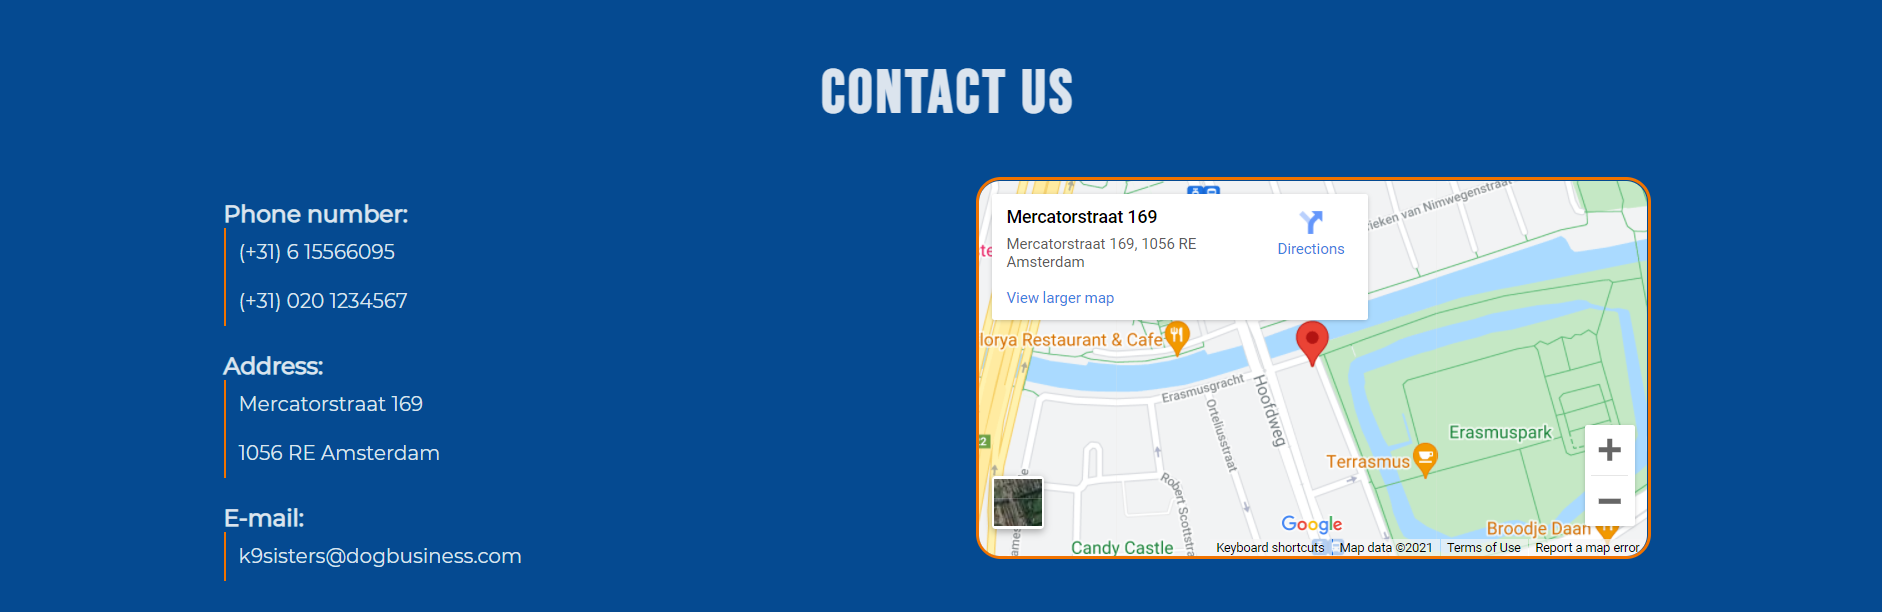 CONTACT US
Phone number:
(+31) 6 15566095
(+31) 020 1234567
Address:
Mercatorstraat 169
1056 RE Amsterdam
E-mail:
k9sisters@dogbusiness.com
Mercatorstraat 169
Mercatorstraat 169, 1056 RE
Amsterdam
Directions
View larger map
rieken van Nimwegenstraat
lorya Restaurant & Cafe
Erasmusgracht
Hoofdweg
Orteliusstraat
Erasmuspark
2
Terrasmus
Robert Scottstra
Google
Broodje Daan
Candy Castle
Keyboard shortcuts
Map data ©2021
Terms of Use
Report a map error